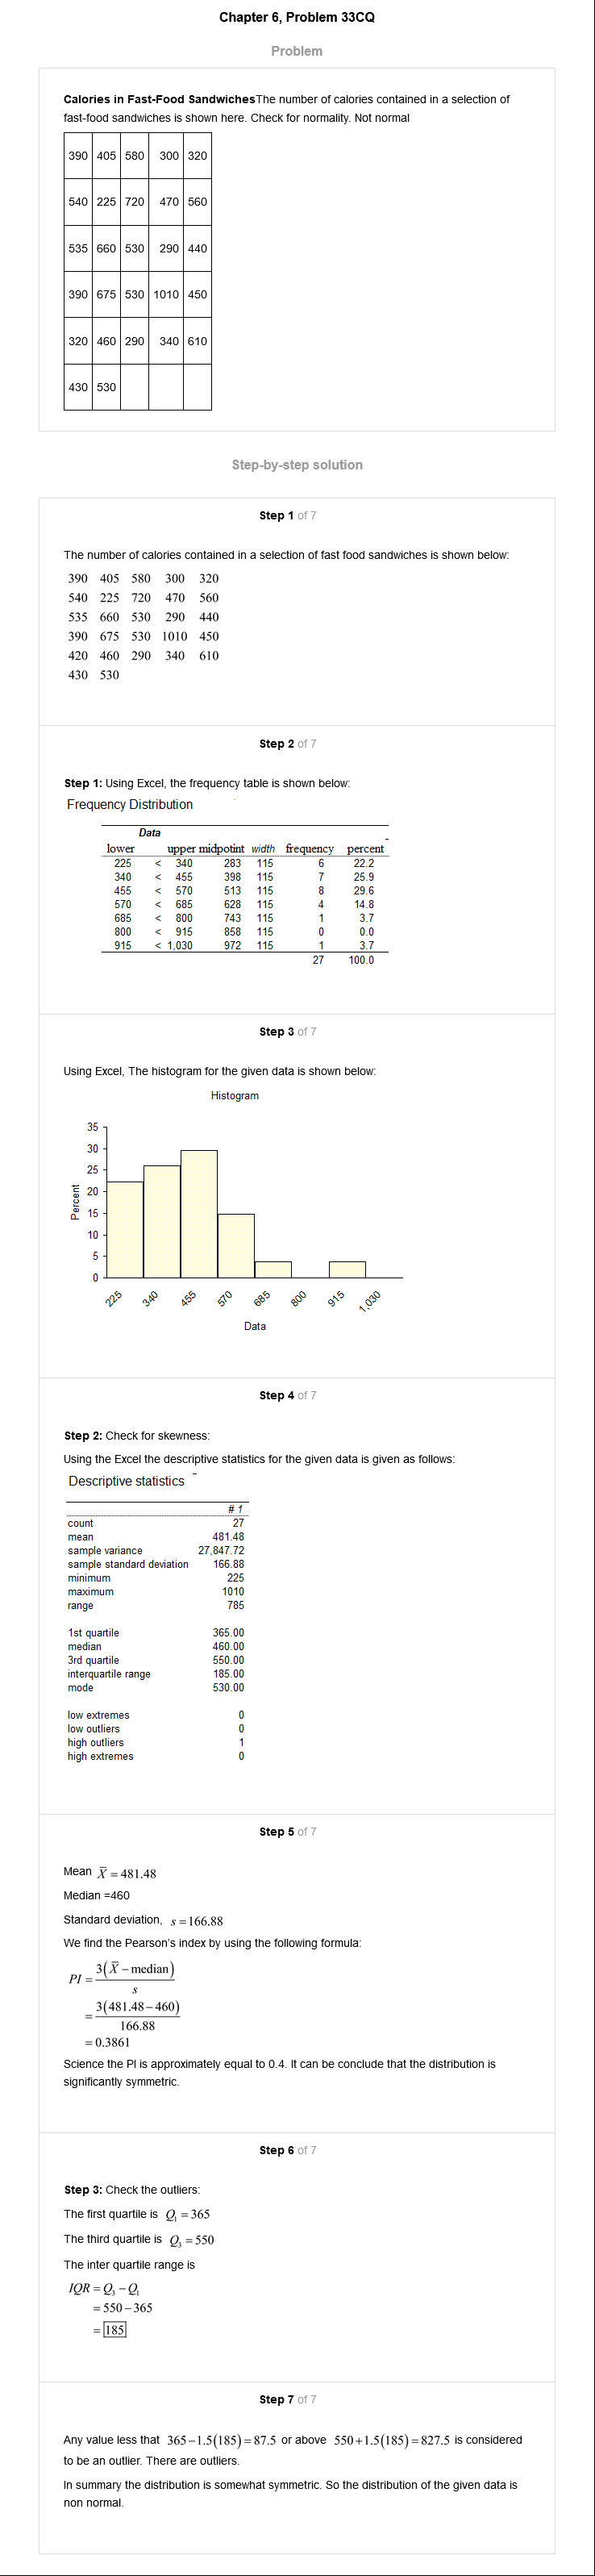 Chapter 6, Problem 33CQ
Problem
Calories in Fast-Food SandwichesThe number of calories contained in a selection of
fast-food sandwiches is shown here. Check for normality. Not normal
390 405 580 300 320
540 225 720 470 560
535 660 530 290 440
390 675 530 1010 450
320 460 290 340 610
430 530
Step-by-step solution
Step 1 of 7
The number of calories contained in a selection of fast food sandwiches is shown below:
390 405 580 300 320
540 225 720 470 560
535 660 530 290 440
390 675 530 1010 450
420 460 290 340 610
430 530
Step 2 of 7
Step 1: Using Excel, the frequency table is shown below:
Frequency Distribution
Data
lower upper midpotint width frequency percent
225 < 340 283 115 6 22.2
340 < 455 398 115 7 25.9
455 < 570 513 115 8 29.6
570 < 685 628 115 4 14.8
685 < 800 743 115 1 3.7
800 < 915 858 115 0 0.0
915 < 1,030 972 115 1 3.7
27 100.0
Step 3 of 7
Using Excel, The histogram for the given data is shown below:
Histogram
35
30
25
20
15
10
5
0
Percent
225 340 455 570 685 800 915 1,030
Data
Step 4 of 7
Step 2: Check for skewness:
Using the Excel the descriptive statistics for the given data is given as follows:
Descriptive statistics
# 1
count 27
mean 481.48
sample variance 27,847.72
sample standard deviation 166.88
minimum 225
maximum 1010
range 785
1st quartile 365.00
median 460.00
3rd quartile 550.00
interquartile range 185.00
mode 530.00
low extremes 0
low outliers 0
high outliers 1
high extremes 0
Step 5 of 7
Mean X̅ = 481.48
Median =460
Standard deviation, s = 166.88
We find the Pearson's index by using the following formula:
PI = 3(X̅ – median) / s
= 3(481.48 – 460) / 166.88
= 0.3861
Science the PI is approximately equal to 0.4. It can be conclude that the distribution is
significantly symmetric.
Step 6 of 7
Step 3: Check the outliers:
The first quartile is Q₁ = 365
The third quartile is Q₃ = 550
The inter quartile range is
IQR = Q₃ – Q₁
= 550 – 365
= 185
Step 7 of 7
Any value less that 365 – 1.5(185) = 87.5 or above 550 + 1.5(185) = 827.5 is considered
to be an outlier. There are outliers.
In summary the distribution is somewhat symmetric. So the distribution of the given data is
non normal.